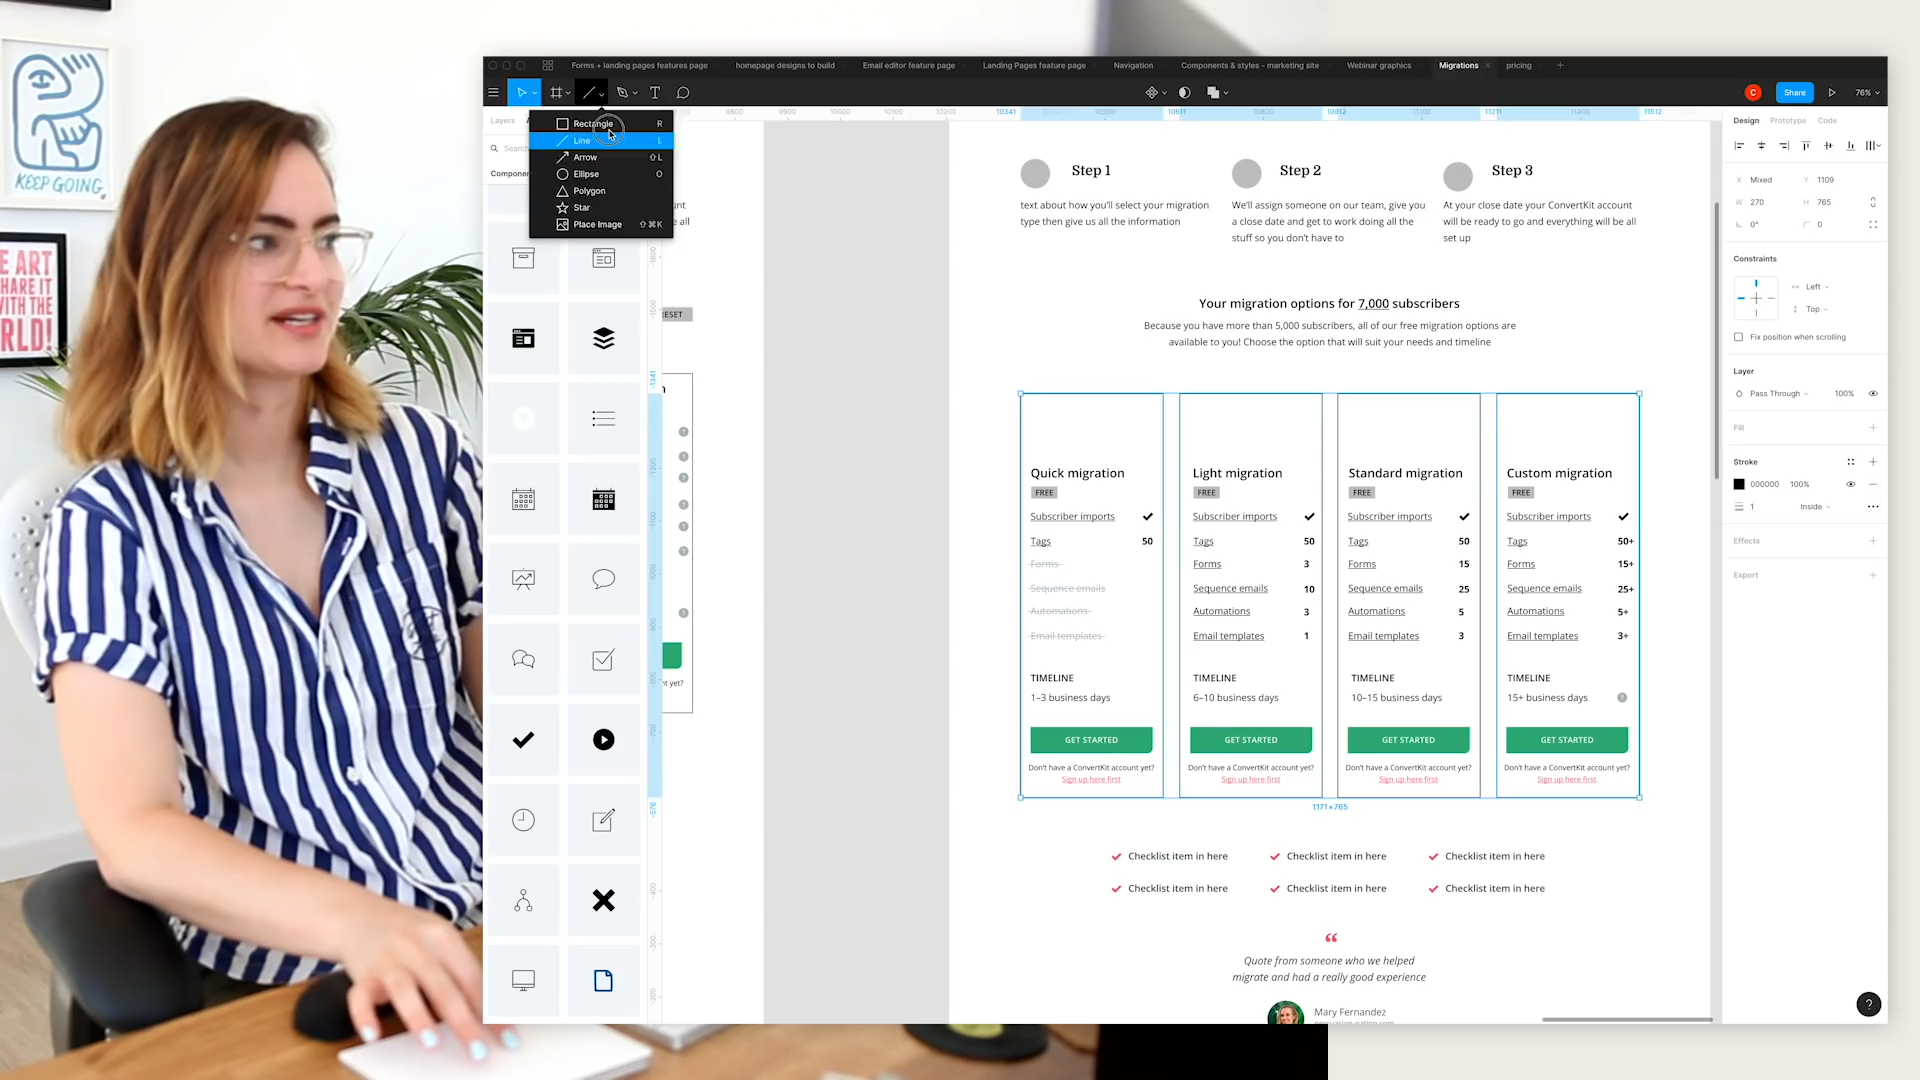 KEEP GOING
E ART
HARE IT
WITH THE
WORLD!
Forms + landing pages features page
homepage designs to build
Email editor feature page
Landing Pages feature page
Navigation
Components & styles - marketing site
Webinar graphics
Migrations
pricing
Share
76%
C
Layers
Search
Rectangle R
Line L
Arrow ⇧L
Ellipse O
Polygon
Star
Place Image ⇧⌘K
9800
9900
10000
10100
10200
10341
10611
11211
11400
11512
Step 1
text about how you'll select your migration
type then give us all the information
Step 2
We'll assign someone on our team, give you
a close date and get to work doing all the
stuff so you don't have to
Step 3
At your close date your ConvertKit account
will be ready to go and everything will be all
set up
Your migration options for 7,000 subscribers
Because you have more than 5,000 subscribers, all of our free migration options are
available to you! Choose the option that will suit your needs and timeline
Quick migration
FREE
Subscriber imports
Tags 50
Forms
Sequence emails
Automations
Email templates
TIMELINE
1–3 business days
GET STARTED
Don't have a ConvertKit account yet?
Sign up here first
Light migration
FREE
Subscriber imports
Tags 50
Forms 3
Sequence emails 10
Automations 3
Email templates 1
TIMELINE
6–10 business days
GET STARTED
Don't have a ConvertKit account yet?
Sign up here first
Standard migration
FREE
Subscriber imports
Tags 50
Forms 15
Sequence emails 25
Automations 5
Email templates 3
TIMELINE
10–15 business days
GET STARTED
Don't have a ConvertKit account yet?
Sign up here first
Custom migration
FREE
Subscriber imports
Tags 50+
Forms 15+
Sequence emails 25+
Automations 5+
Email templates 3+
TIMELINE
15+ business days
GET STARTED
Don't have a ConvertKit account yet?
Sign up here first
1171×765
Checklist item in here
Checklist item in here
Checklist item in here
Checklist item in here
Checklist item in here
Checklist item in here
“
Quote from someone who we helped
migrate and had a really good experience
Mary Fernandez
Design
Prototype
Code
X Mixed
Y 1109
W 270
H 765
0°
0
Constraints
Left
Top
Fix position when scrolling
Layer
Pass Through
100%
Fill
Stroke
000000
100%
1
Inside
Effects
Export
?